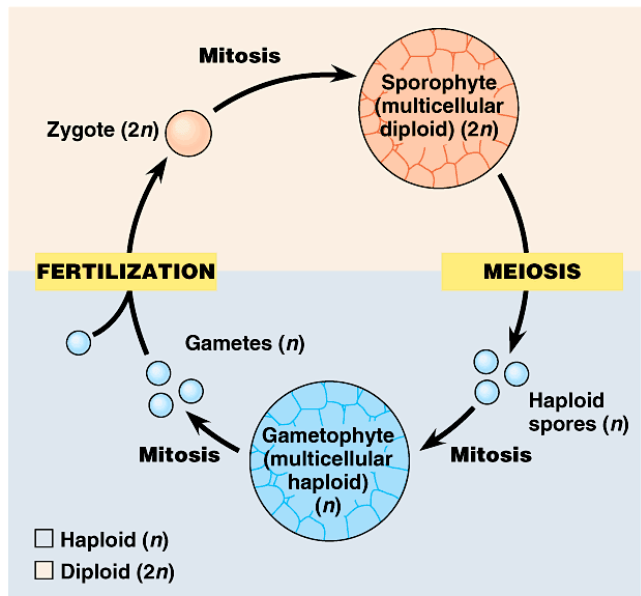 Mitosis
Sporophyte
(multicellular
diploid) (2n)
Zygote (2n)
FERTILIZATION
MEIOSIS
Gametes (n)
Haploid
spores (n)
Gametophyte
(multicellular
haploid)
(n)
Mitosis
Mitosis
Haploid (n)
Diploid (2n)